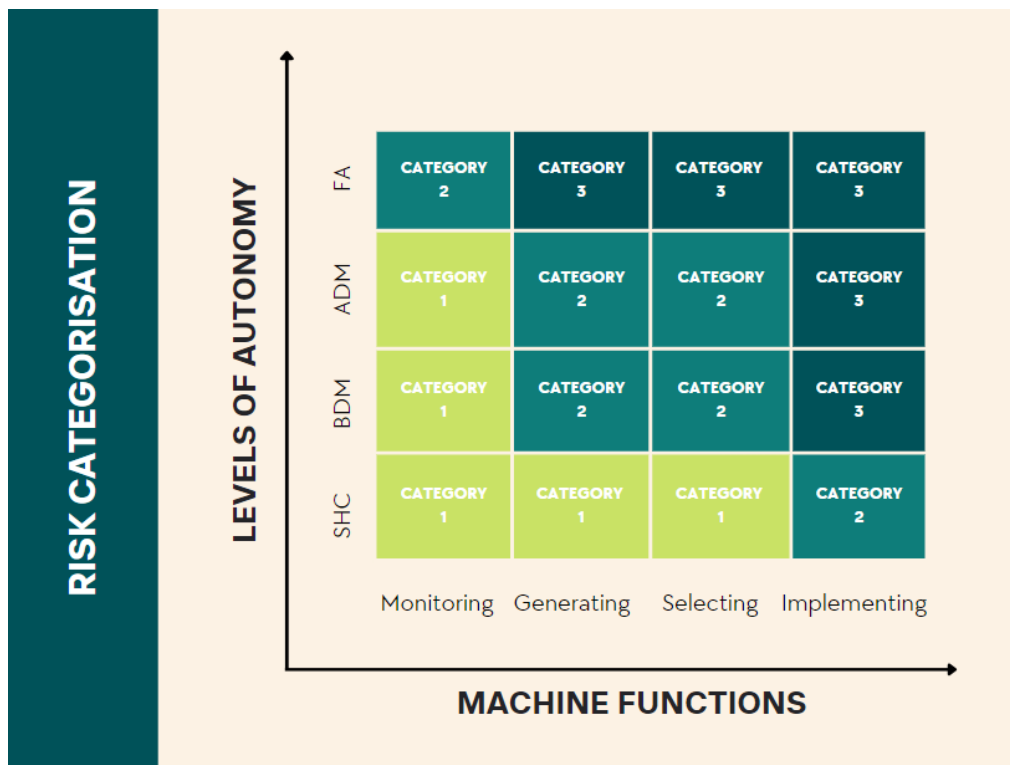 RISK CATEGORISATION
LEVELS OF AUTONOMY
FA
CATEGORY
2
CATEGORY
3
CATEGORY
3
CATEGORY
3
ADM
CATEGORY
1
CATEGORY
2
CATEGORY
2
CATEGORY
3
BDM
CATEGORY
1
CATEGORY
2
CATEGORY
2
CATEGORY
3
SHC
CATEGORY
1
CATEGORY
1
CATEGORY
1
CATEGORY
2
Monitoring Generating Selecting Implementing
MACHINE FUNCTIONS